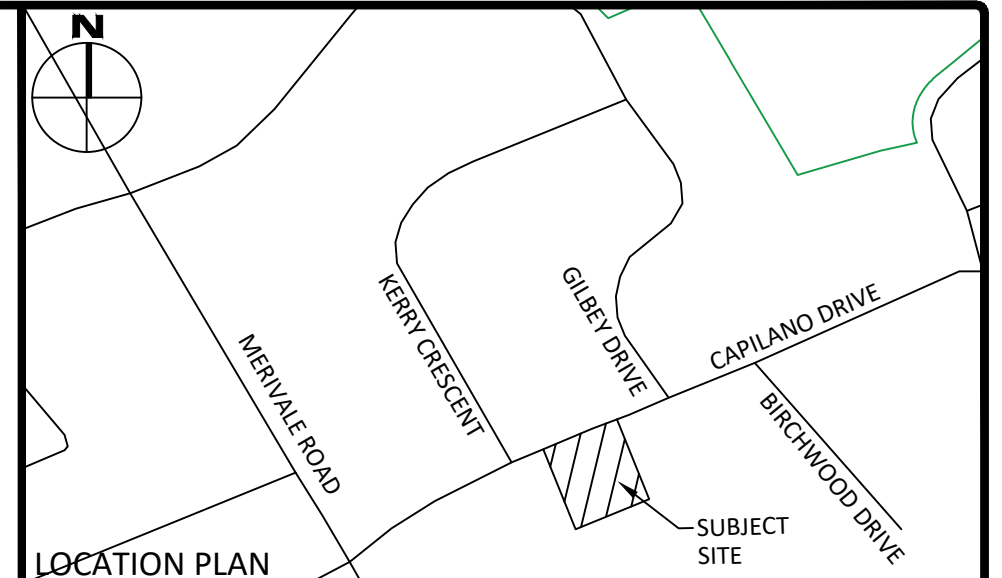 N
KERRY CRESCENT
GILBEY DRIVE
CAPILANO DRIVE
MERIVALE ROAD
BIRCHWOOD DRIVE
SUBJECT
SITE
LOCATION PLAN